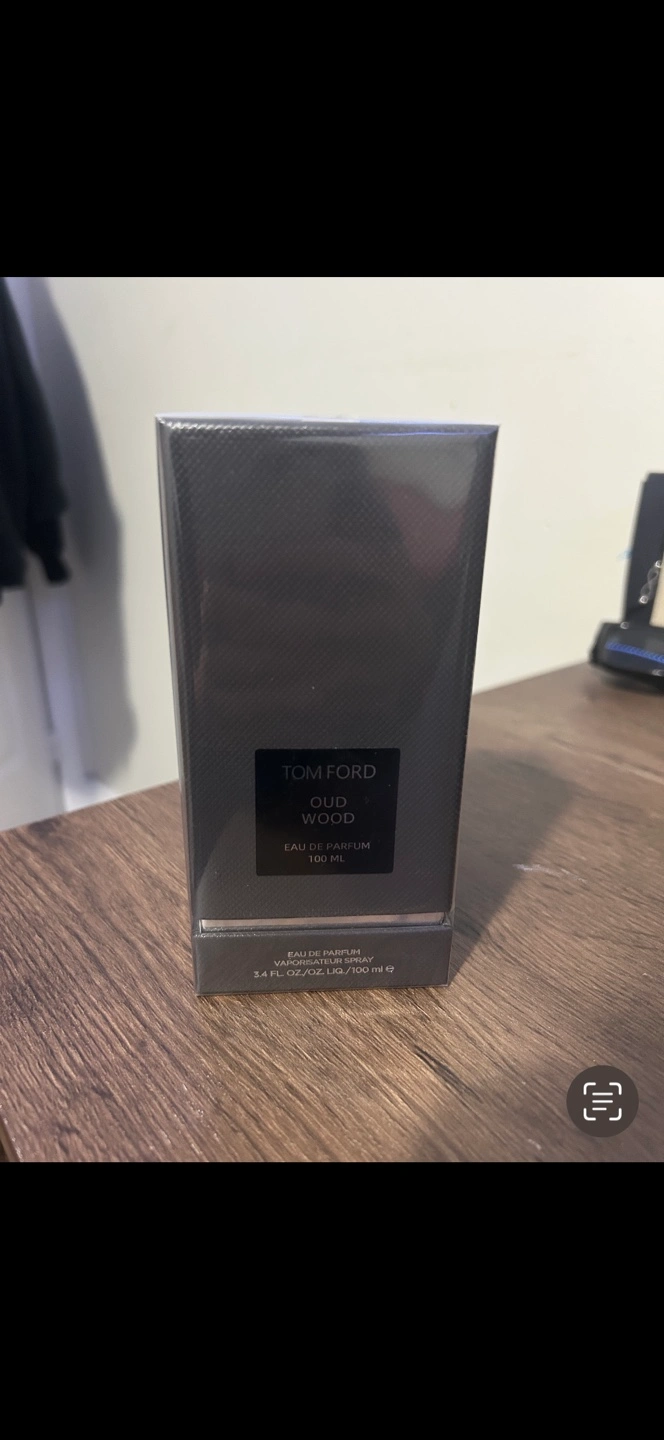 TOM FORD
OUD
WOOD
EAU DE PARFUM
100 ML
EAU DE PARFUM
VAPORISATEUR SPRAY
3.4 FL. OZ./OZ. LIQ./100 ml ℮